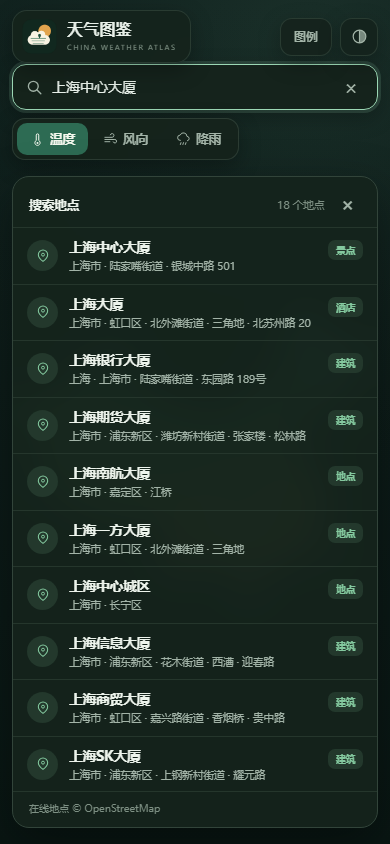 天气图鉴
CHINA WEATHER ATLAS
图例
上海中心大厦
温度
风向
降雨
搜索地点
18 个地点
上海中心大厦
景点
上海市 · 陆家嘴街道 · 银城中路 501
上海大厦
酒店
上海市 · 虹口区 · 北外滩街道 · 三角地 · 北苏州路 20
上海银行大厦
建筑
上海 · 上海市 · 陆家嘴街道 · 东园路 189号
上海期货大厦
建筑
上海市 · 浦东新区 · 潍坊新村街道 · 张家楼 · 松林路
上海南航大厦
地点
上海市 · 嘉定区 · 江桥
上海一方大厦
地点
上海市 · 虹口区 · 北外滩街道 · 三角地
上海中心城区
地点
上海市 · 长宁区
上海信息大厦
建筑
上海市 · 浦东新区 · 花木街道 · 西漕 · 迎春路
上海商贸大厦
建筑
上海市 · 虹口区 · 嘉兴路街道 · 香烟桥 · 贵中路
上海SK大厦
建筑
上海市 · 浦东新区 · 上钢新村街道 · 耀元路
在线地点 © OpenStreetMap